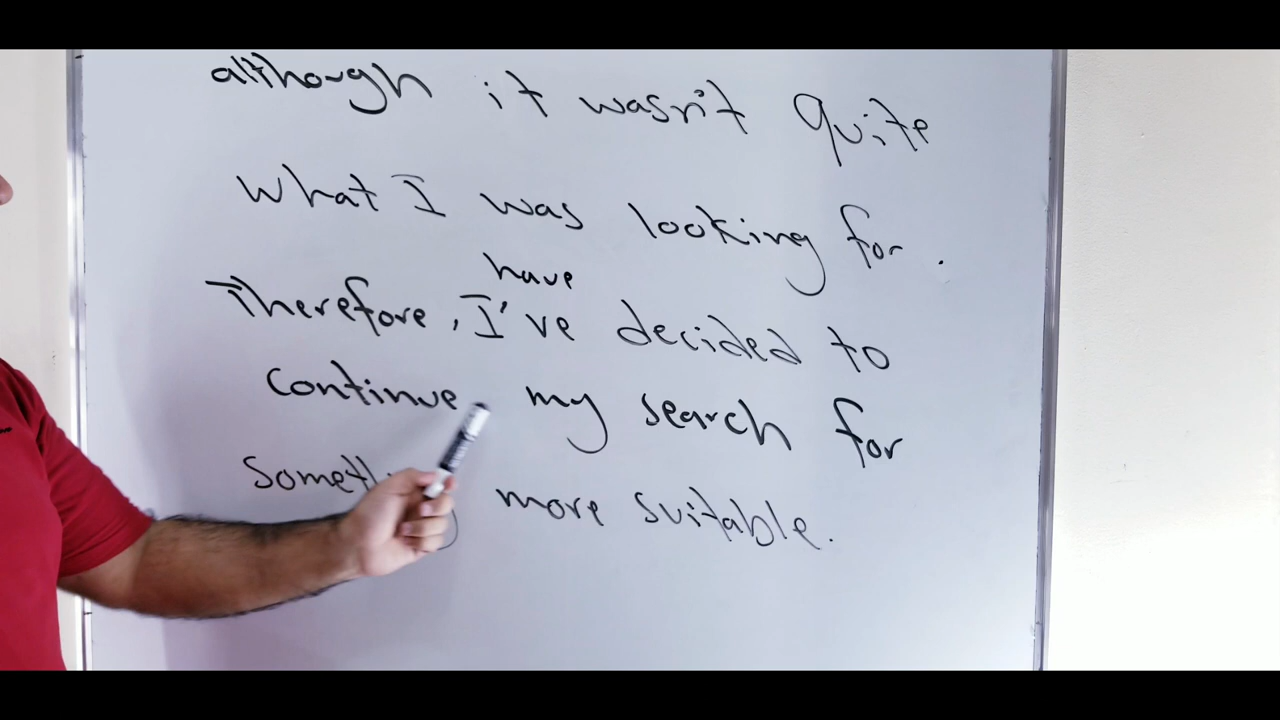 although it wasn't quite
what I was looking for.
have
Therefore, I've decided to
continue my search for
more suitable.